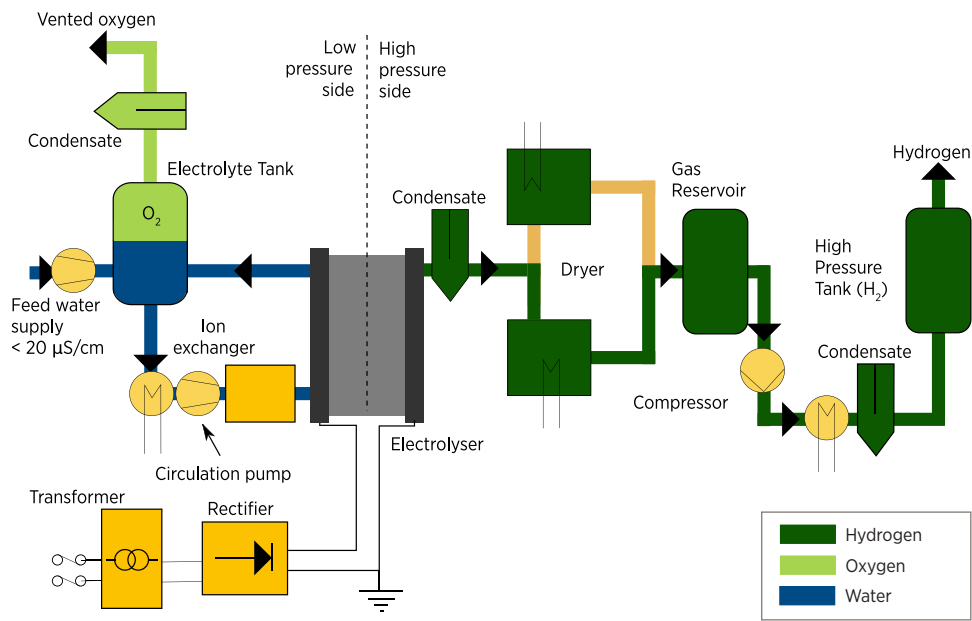 Vented oxygen
Low
pressure
side
High
pressure
side
Condensate
Electrolyte Tank
O₂
Condensate
Gas
Reservoir
Hydrogen
Dryer
High
Pressure
Tank (H₂)
Feed water
supply
< 20 µS/cm
Ion
exchanger
Condensate
Compressor
Electrolyser
Circulation pump
Transformer
Rectifier
Hydrogen
Oxygen
Water